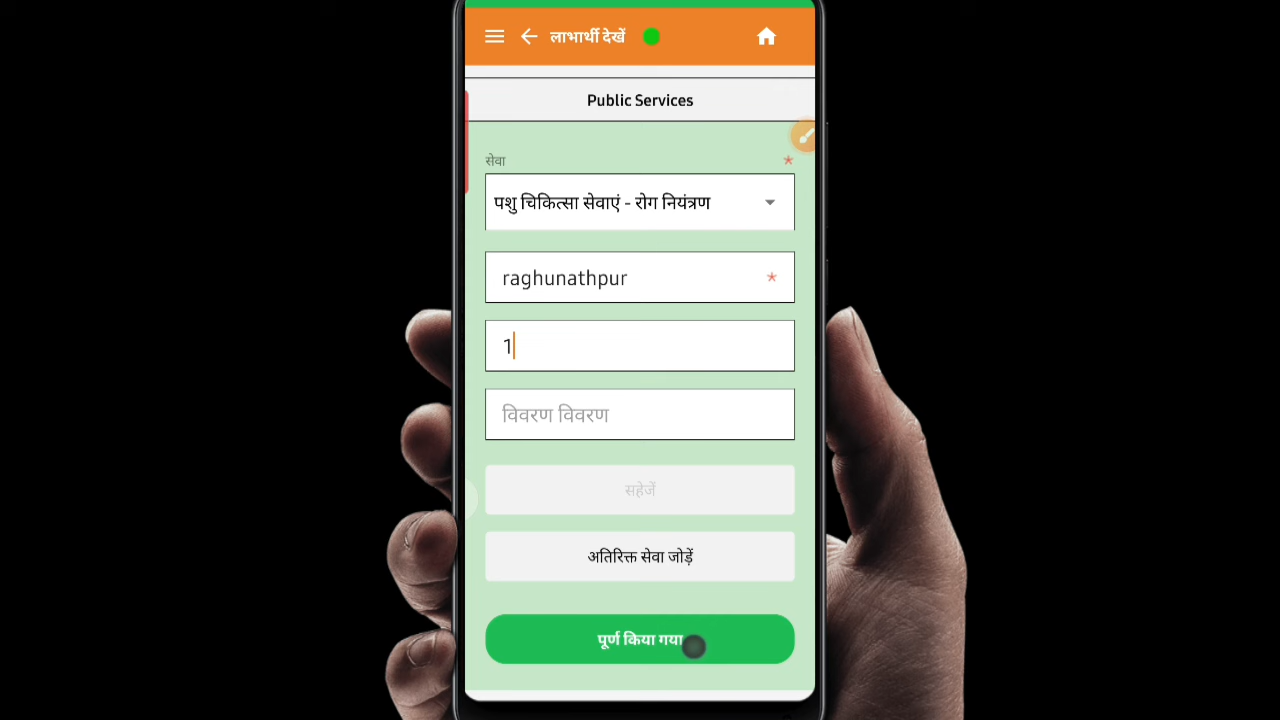 लाभार्थी देखें
Public Services
सेवा *
पशु चिकित्सा सेवाएं - रोग नियंत्रण
raghunathpur *
1
विवरण विवरण
सहेजें
अतिरिक्त सेवा जोड़ें
पूर्ण किया गया